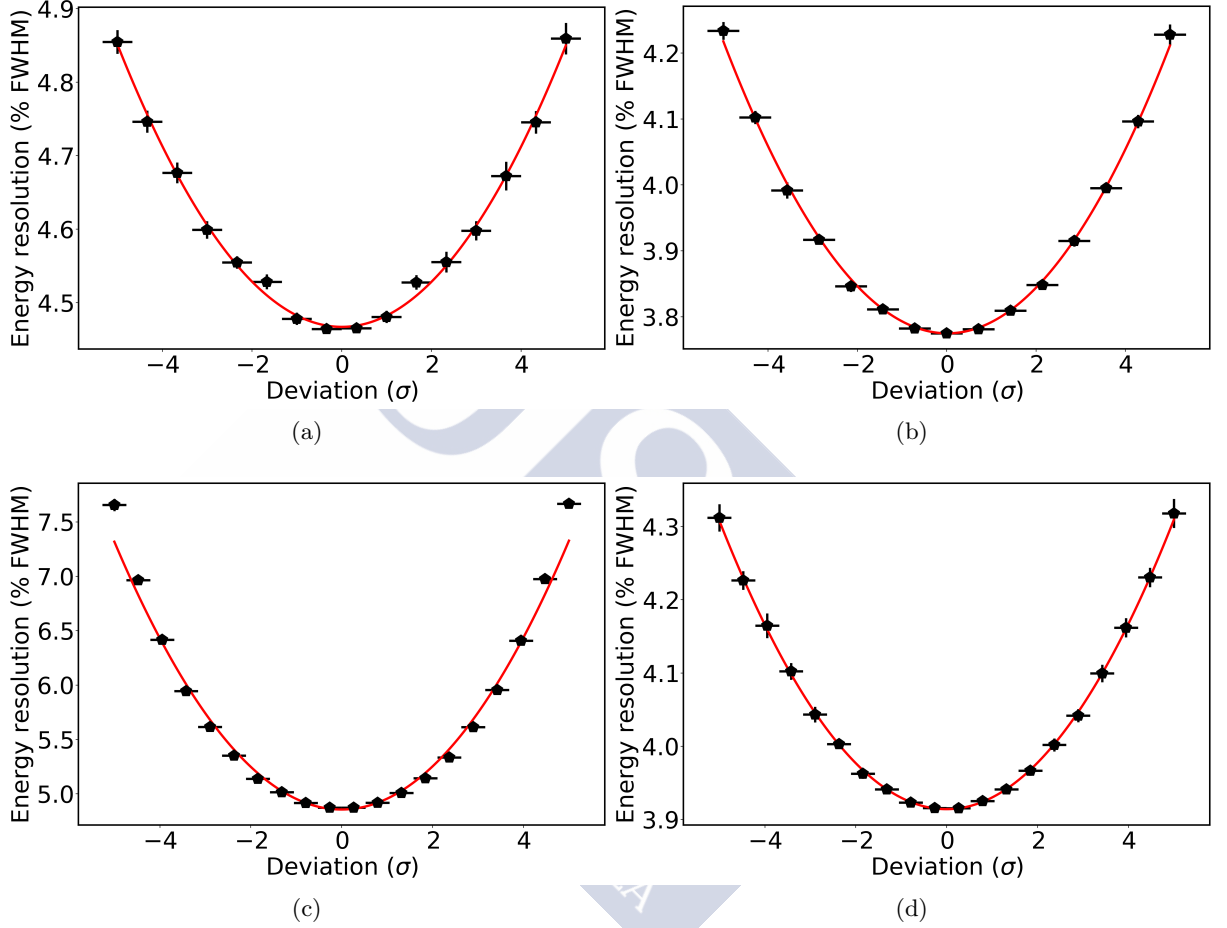 Energy resolution (% FWHM)
4.9
4.8
4.7
4.6
4.5
−4 −2 0 2 4
Deviation (σ)
(a)
Energy resolution (% FWHM)
4.2
4.1
4.0
3.9
3.8
−4 −2 0 2 4
Deviation (σ)
(b)
Energy resolution (% FWHM)
7.5
7.0
6.5
6.0
5.5
5.0
−4 −2 0 2 4
Deviation (σ)
(c)
Energy resolution (% FWHM)
4.3
4.2
4.1
4.0
3.9
−4 −2 0 2 4
Deviation (σ)
(d)